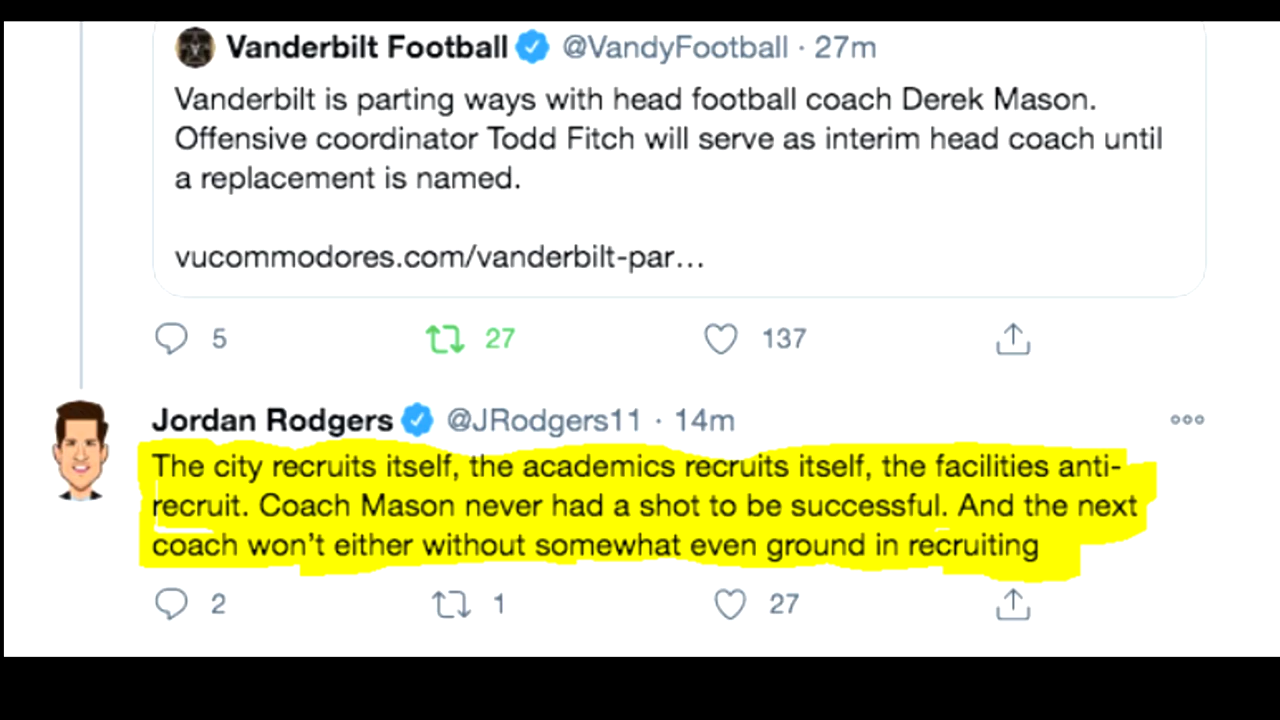 Vanderbilt Football @VandyFootball · 27m
Vanderbilt is parting ways with head football coach Derek Mason.
Offensive coordinator Todd Fitch will serve as interim head coach until
a replacement is named.
vucommodores.com/vanderbilt-par…
5 27 137
Jordan Rodgers @JRodgers11 · 14m
The city recruits itself, the academics recruits itself, the facilities anti-
recruit. Coach Mason never had a shot to be successful. And the next
coach won't either without somewhat even ground in recruiting
2 1 27